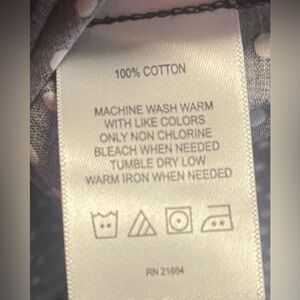 100% COTTON
MACHINE WASH WARM
WITH LIKE COLORS
ONLY NON CHLORINE
BLEACH WHEN NEEDED
TUMBLE DRY LOW
WARM IRON WHEN NEEDED
RN 21664